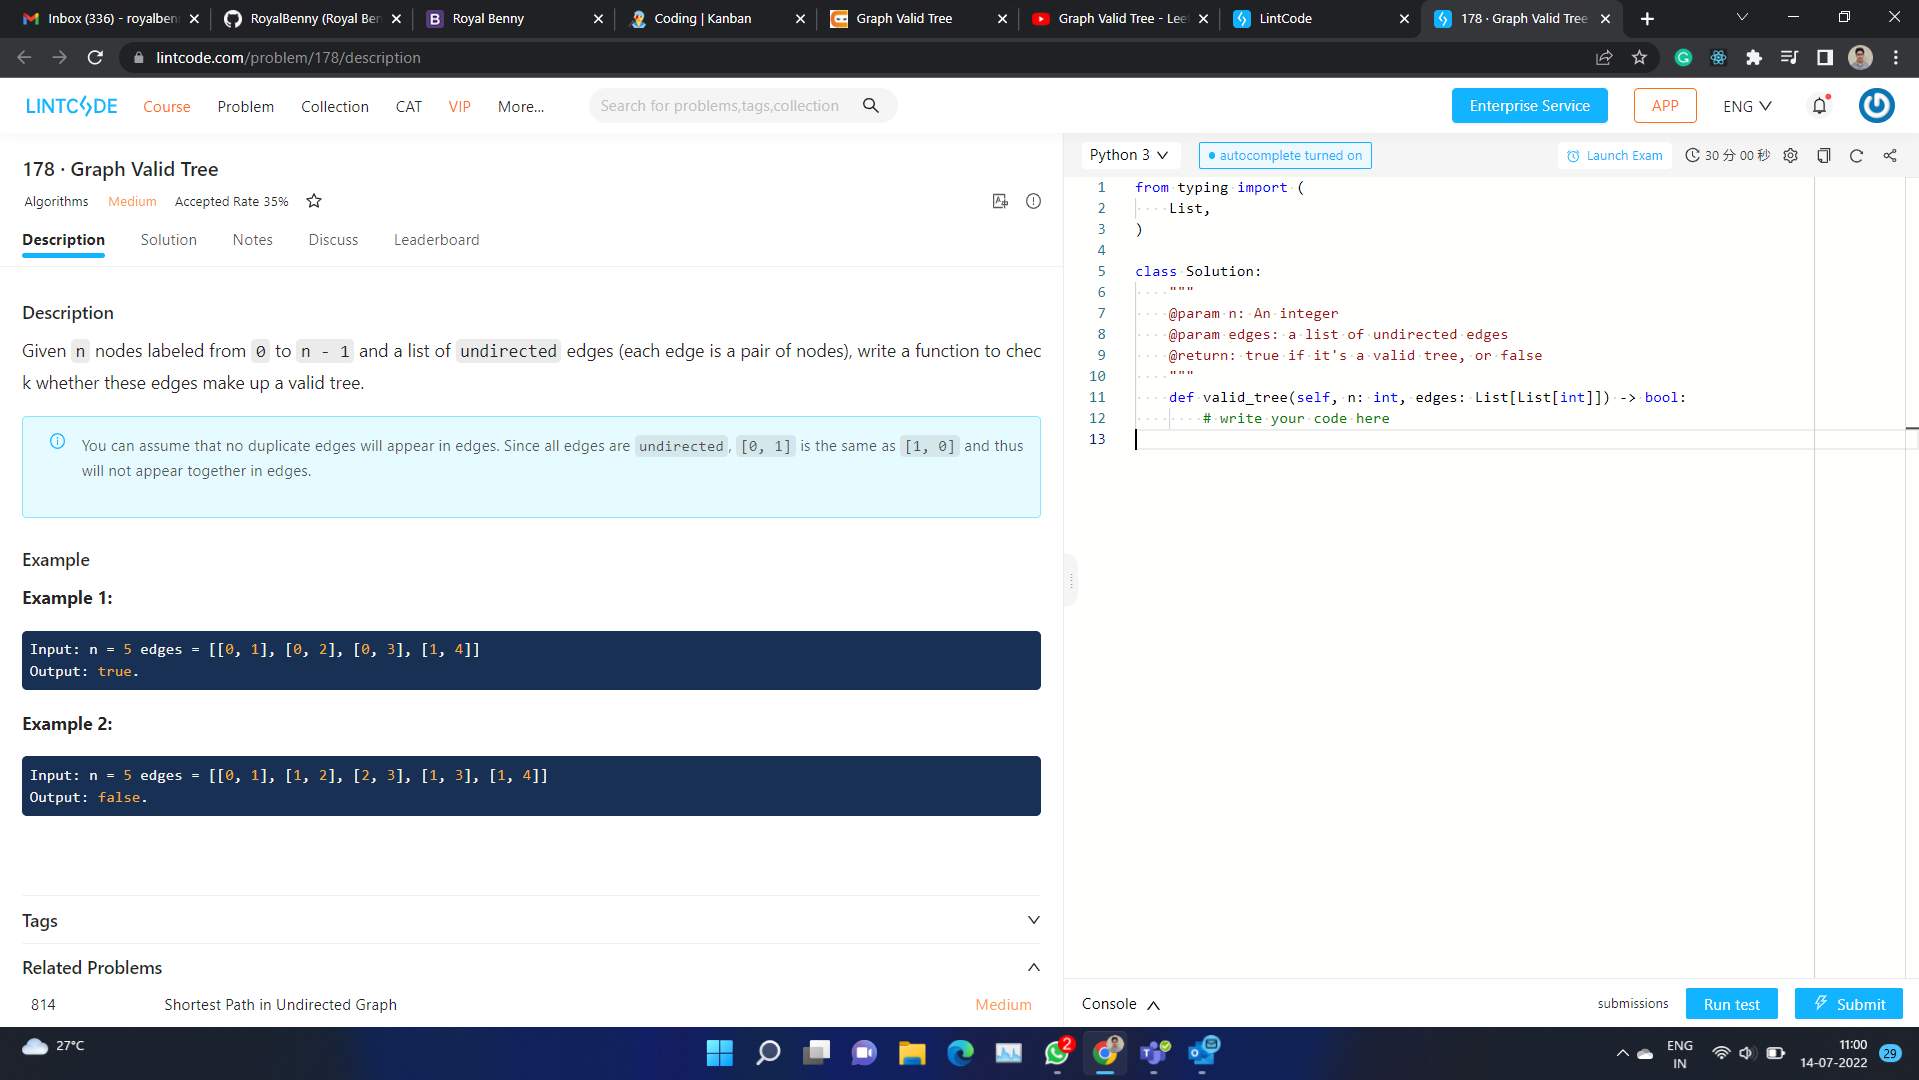 Inbox (336) - royalben
RoyalBenny (Royal Ben
Royal Benny
Coding | Kanban
Graph Valid Tree
Graph Valid Tree - Lee
LintCode
178 · Graph Valid Tree
lintcode.com/problem/178/description
LINTCODE
Course
Problem
Collection
CAT
VIP
More...
Search for problems,tags,collection
Enterprise Service
APP
ENG
178 · Graph Valid Tree
Algorithms
Medium
Accepted Rate 35%
Description
Solution
Notes
Discuss
Leaderboard
Description
Given n nodes labeled from 0 to n - 1 and a list of undirected edges (each edge is a pair of nodes), write a function to chec
k whether these edges make up a valid tree.
You can assume that no duplicate edges will appear in edges. Since all edges are undirected, [0, 1] is the same as [1, 0] and thus
will not appear together in edges.
Example
Example 1:
Input: n = 5 edges = [[0, 1], [0, 2], [0, 3], [1, 4]]
Output: true.
Example 2:
Input: n = 5 edges = [[0, 1], [1, 2], [2, 3], [1, 3], [1, 4]]
Output: false.
Tags
Related Problems
814
Shortest Path in Undirected Graph
Medium
Python 3
autocomplete turned on
Launch Exam
30 分 00 秒
1 from typing import (
2 List,
3 )
4
5 class Solution:
6 """
7 @param n: An integer
8 @param edges: a list of undirected edges
9 @return: true if it's a valid tree, or false
10 """
11 def valid_tree(self, n: int, edges: List[List[int]]) -> bool:
12 # write your code here
13
Console
submissions
Run test
Submit
27°C
2
ENG
IN
11:00
14-07-2022
29